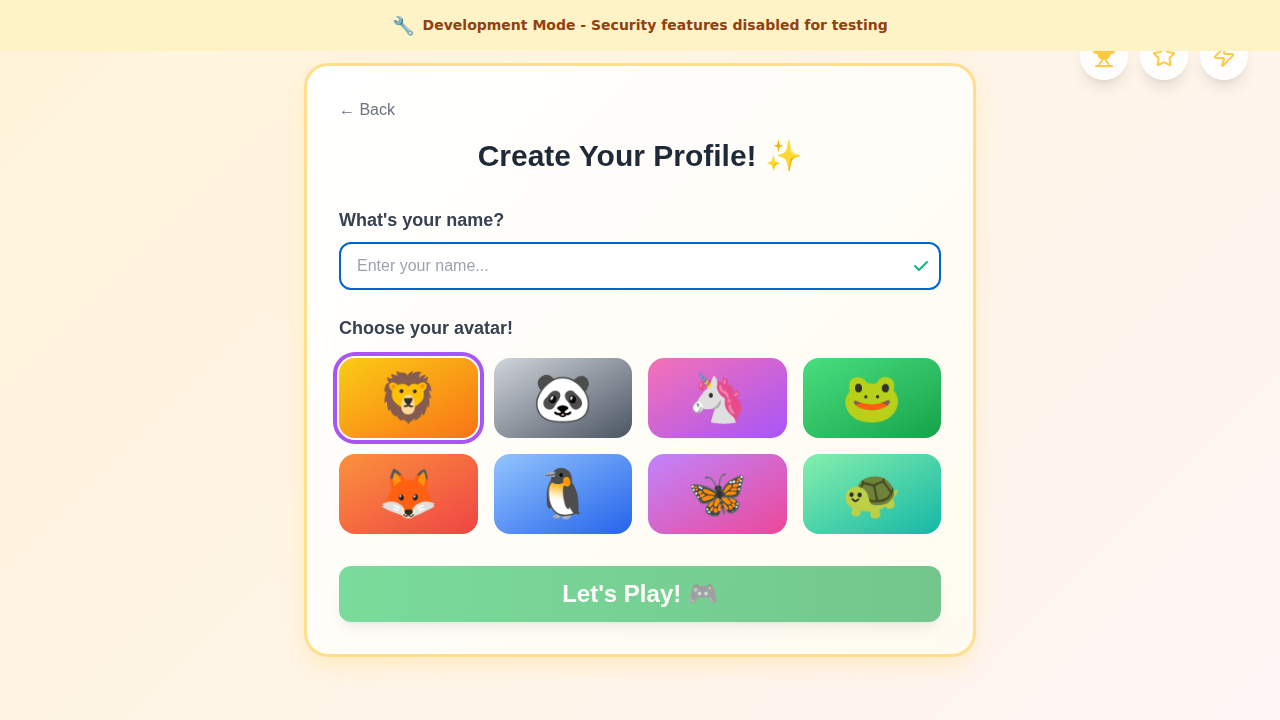 🔧 Development Mode - Security features disabled for testing
← Back
Create Your Profile! ✨
What's your name?
Enter your name...
Choose your avatar!
Let's Play! 🎮